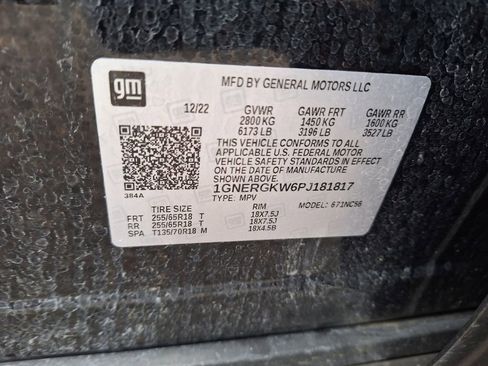 gm
MFD BY GENERAL MOTORS LLC
12/22 GVWR GAWR FRT GAWR RR
2800 KG 1450 KG 1600 KG
6173 LB 3196 LB 3527 LB
THIS VEHICLE CONFORMS TO ALL
APPLICABLE U.S. FEDERAL MOTOR
VEHICLE SAFETY STANDARDS IN EFFECT
ON THE DATE OF MANUFACTURE SHOWN ABOVE.
384A
1GNERGKW6PJ181817
TYPE: MPV MODEL: 671NC56
TIRE SIZE RIM
FRT 255/65R18 T 18X7.5J
RR 255/65R18 T 18X7.5J
SPA T135/70R18 M 18X4.5B